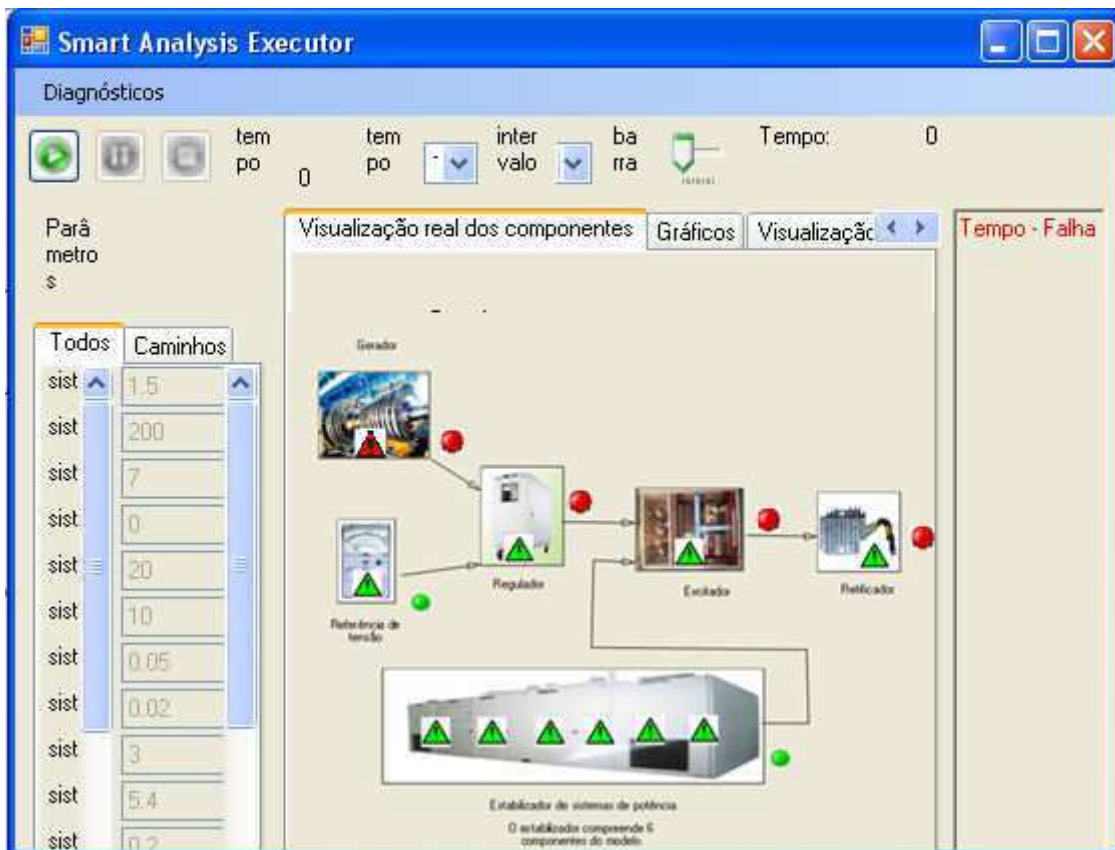 Smart Analysis Executor
Diagnósticos
tem
po
0
tem
po
-
inter
valo
ba
rra
Tempo:
0
Parâ
metro
s
Todos
Caminhos
sist
1.5
sist
200
sist
7
sist
0
sist
20
sist
10
sist
0.05
sist
0.02
sist
3
sist
5.4
sist
0.2
Visualização real dos componentes
Gráficos
Visualização
Gerador
Regulador
Excitador
Retificador
Referência de
tensão
Estabilizador de sistemas de potência
O estabilizador compreende 6
componentes do modelo
Tempo - Falha